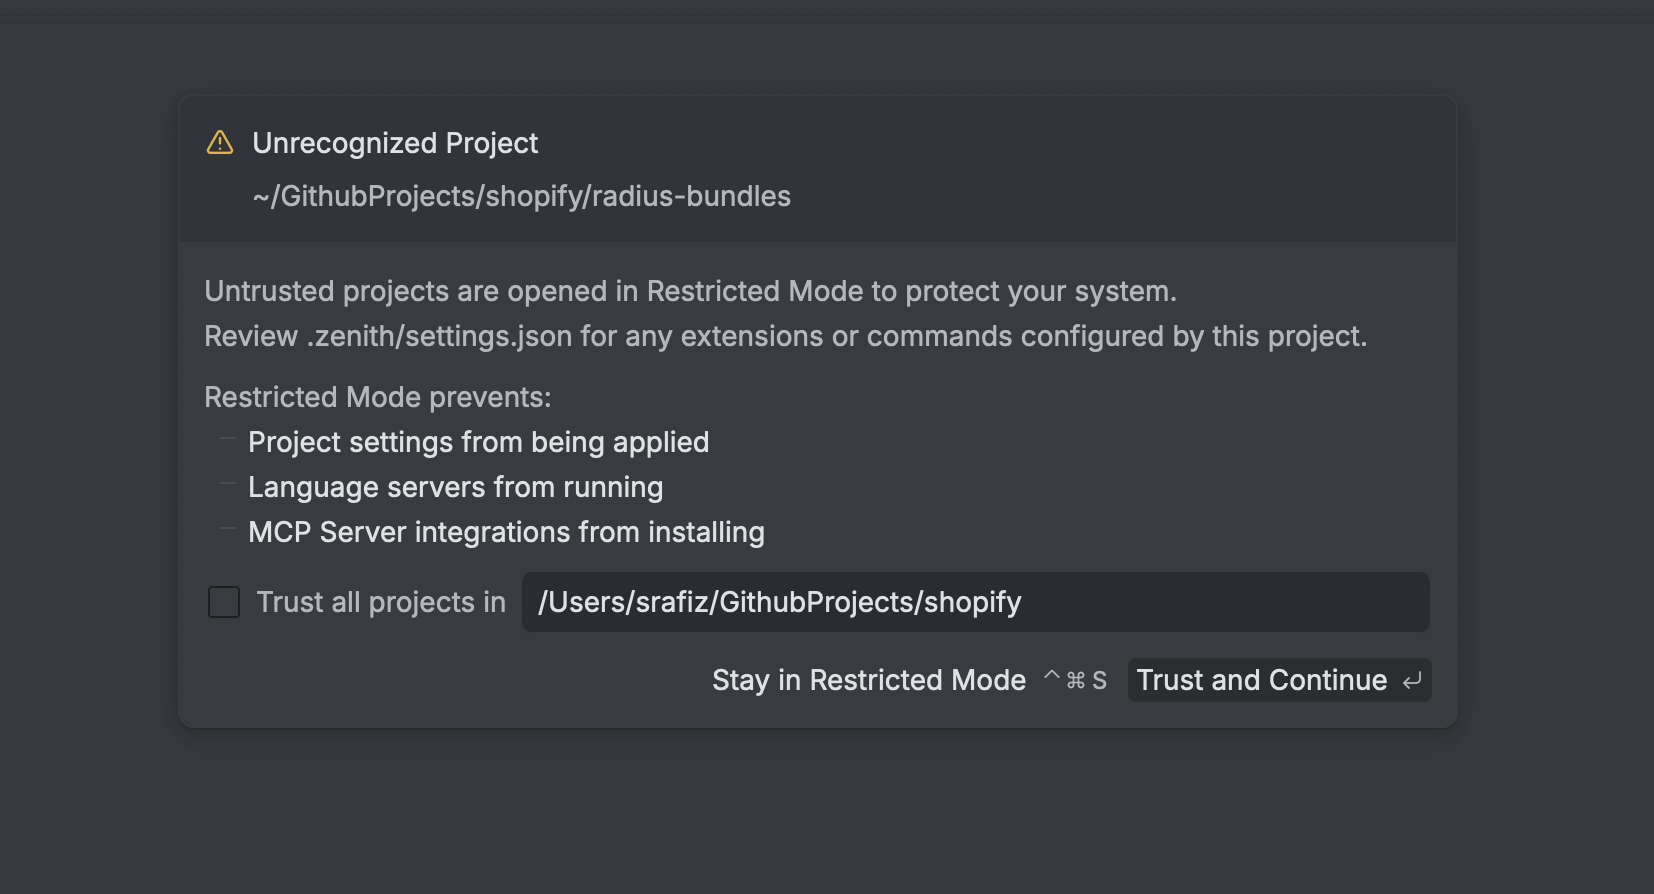 Unrecognized Project
~/GithubProjects/shopify/radius-bundles
Untrusted projects are opened in Restricted Mode to protect your system.
Review .zenith/settings.json for any extensions or commands configured by this project.
Restricted Mode prevents:
Project settings from being applied
Language servers from running
MCP Server integrations from installing
Trust all projects in /Users/srafiz/GithubProjects/shopify
Stay in Restricted Mode ^⌘S Trust and Continue ↵